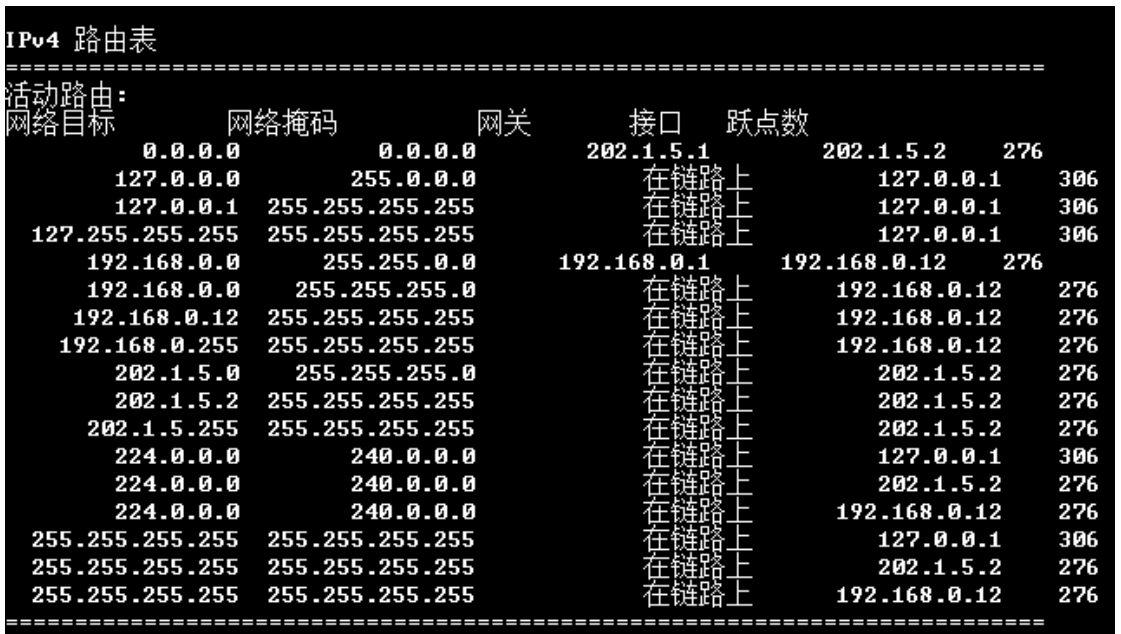 IPv4 路由表
===========================================================================
活动路由:
网络目标 网络掩码 网关 接口 跃点数
0.0.0.0 0.0.0.0 202.1.5.1 202.1.5.2 276
127.0.0.0 255.0.0.0 在链路上 127.0.0.1 306
127.0.0.1 255.255.255.255 在链路上 127.0.0.1 306
127.255.255.255 255.255.255.255 在链路上 127.0.0.1 306
192.168.0.0 255.255.0.0 192.168.0.1 192.168.0.12 276
192.168.0.0 255.255.255.0 在链路上 192.168.0.12 276
192.168.0.12 255.255.255.255 在链路上 192.168.0.12 276
192.168.0.255 255.255.255.255 在链路上 192.168.0.12 276
202.1.5.0 255.255.255.0 在链路上 202.1.5.2 276
202.1.5.2 255.255.255.255 在链路上 202.1.5.2 276
202.1.5.255 255.255.255.255 在链路上 202.1.5.2 276
224.0.0.0 240.0.0.0 在链路上 127.0.0.1 306
224.0.0.0 240.0.0.0 在链路上 202.1.5.2 276
224.0.0.0 240.0.0.0 在链路上 192.168.0.12 276
255.255.255.255 255.255.255.255 在链路上 127.0.0.1 306
255.255.255.255 255.255.255.255 在链路上 202.1.5.2 276
255.255.255.255 255.255.255.255 在链路上 192.168.0.12 276
===========================================================================